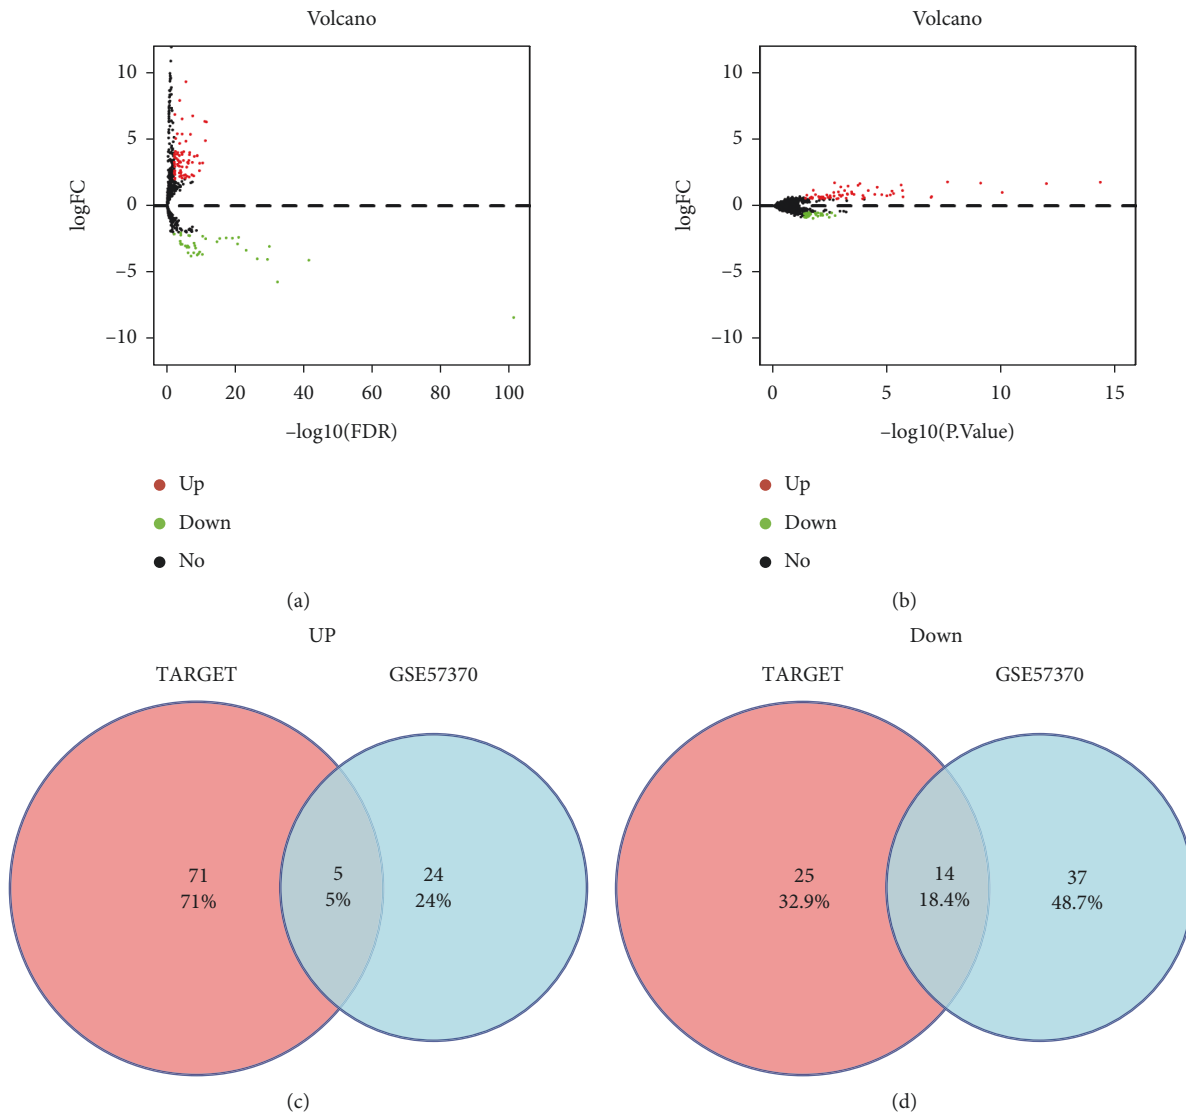 Volcano
10
5
0
−5
−10
logFC
0
20
40
60
80
100
−log10(FDR)
Up
Down
No
(a)
Volcano
10
5
0
−5
−10
logFC
0
5
10
15
−log10(P.Value)
Up
Down
No
(b)
UP
TARGET
GSE57370
71
71%
5
5%
24
24%
(c)
Down
TARGET
GSE57370
25
32.9%
14
18.4%
37
48.7%
(d)